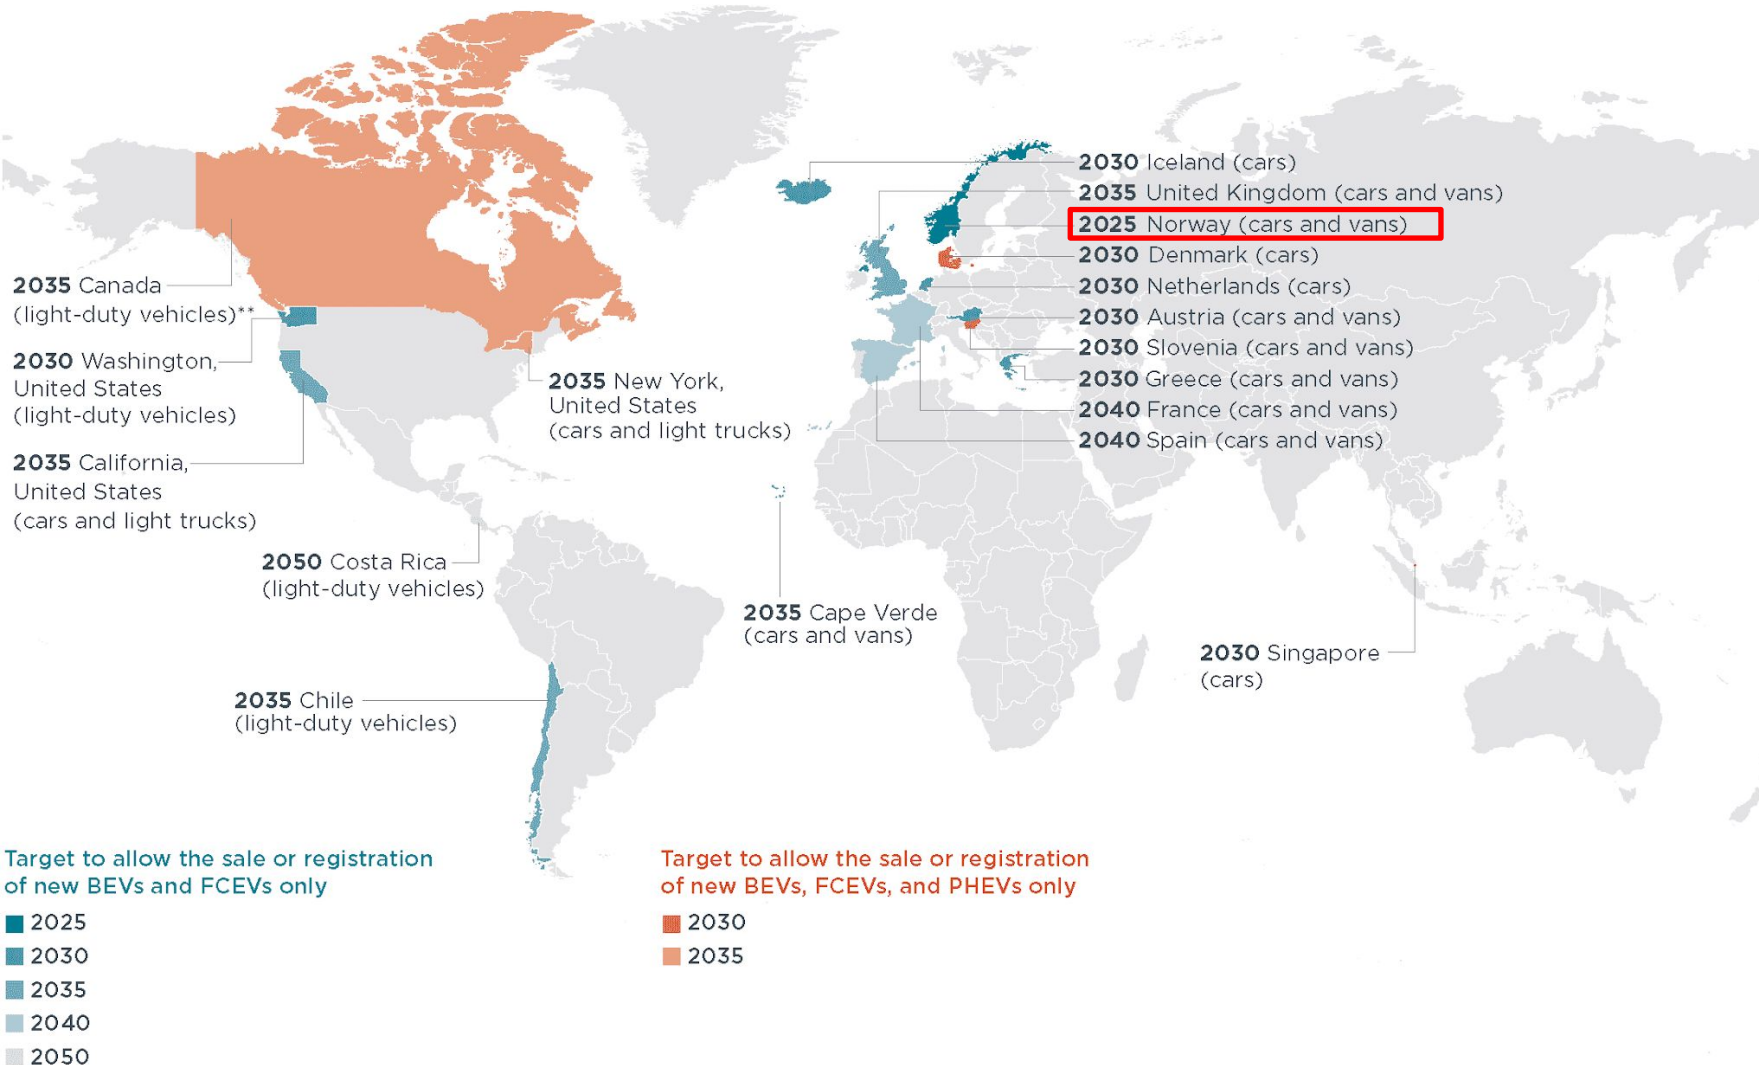 2030 Iceland (cars)
2035 United Kingdom (cars and vans)
2025 Norway (cars and vans)
2030 Denmark (cars)
2030 Netherlands (cars)
2030 Austria (cars and vans)
2030 Slovenia (cars and vans)
2030 Greece (cars and vans)
2040 France (cars and vans)
2040 Spain (cars and vans)
2035 Canada
(light-duty vehicles)**
2030 Washington,
United States
(light-duty vehicles)
2035 California,
United States
(cars and light trucks)
2035 New York,
United States
(cars and light trucks)
2050 Costa Rica
(light-duty vehicles)
2035 Cape Verde
(cars and vans)
2030 Singapore
(cars)
2035 Chile
(light-duty vehicles)
Target to allow the sale or registration
of new BEVs and FCEVs only
2025
2030
2035
2040
2050
Target to allow the sale or registration
of new BEVs, FCEVs, and PHEVs only
2030
2035